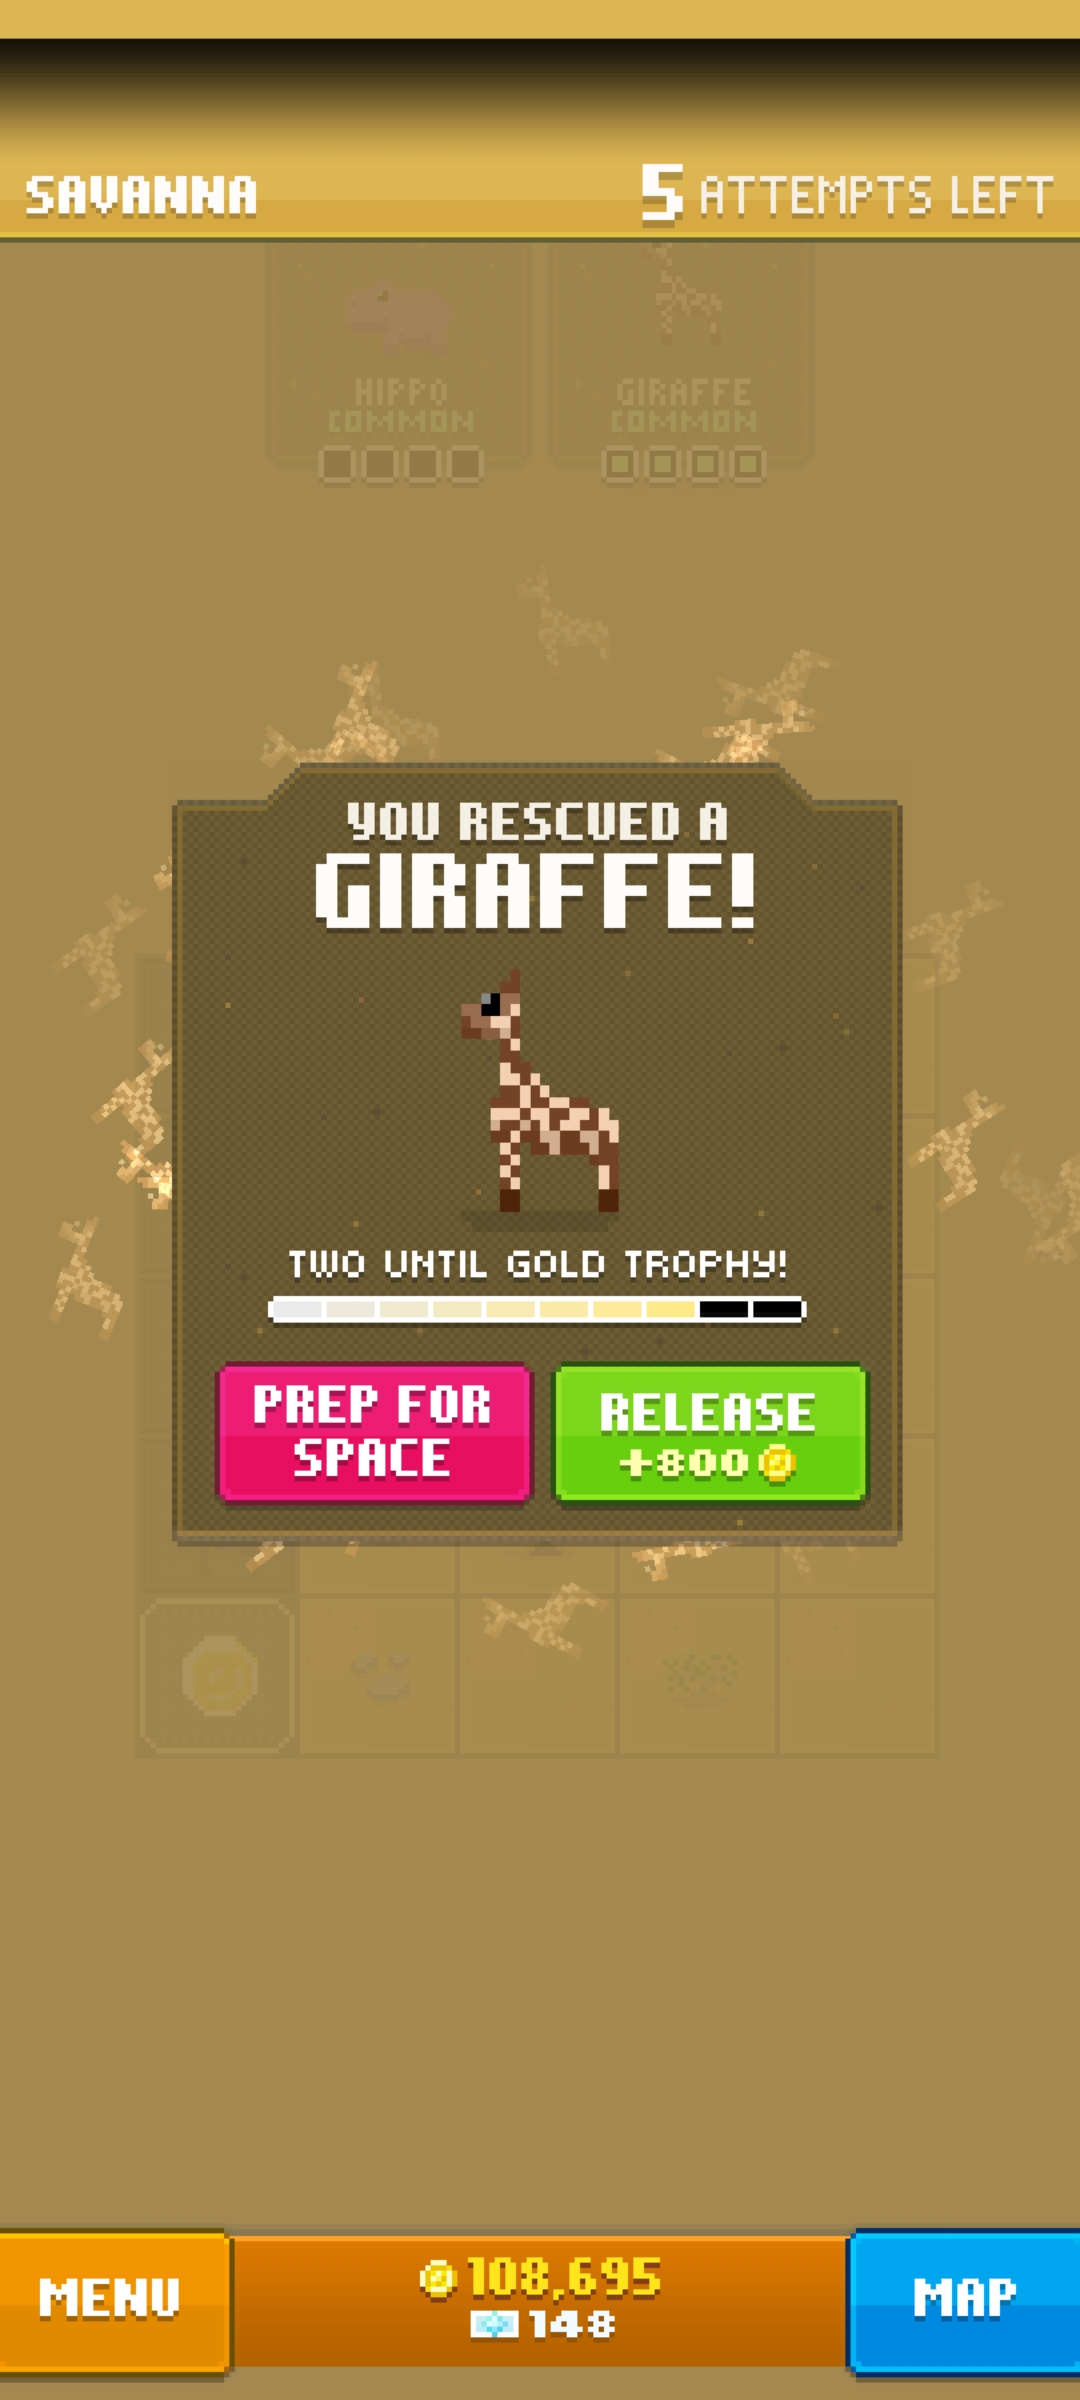 SAVANNA
5 ATTEMPTS LEFT
HIPPO
COMMON
GIRAFFE
COMMON
YOU RESCUED A
GIRAFFE!
TWO UNTIL GOLD TROPHY!
PREP FOR
SPACE
RELEASE
+800
MENU
108,695
148
MAP